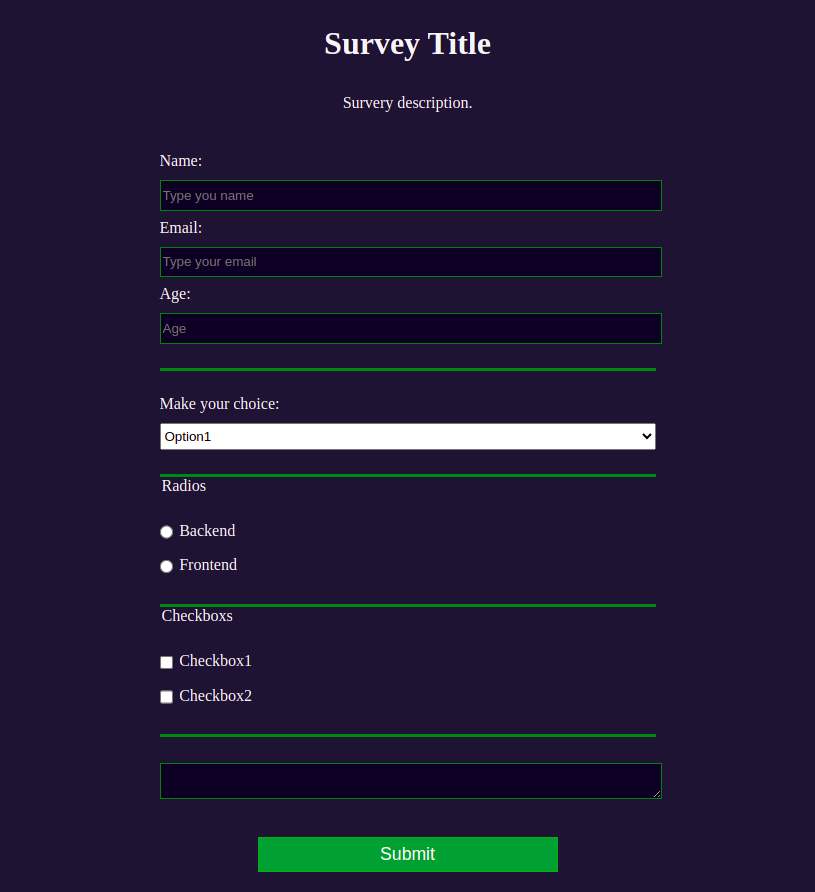 Survey Title
Survery description.
Name:
Type you name
Email:
Type your email
Age:
Age
Make your choice:
Option1
Radios
Backend
Frontend
Checkboxs
Checkbox1
Checkbox2
Submit